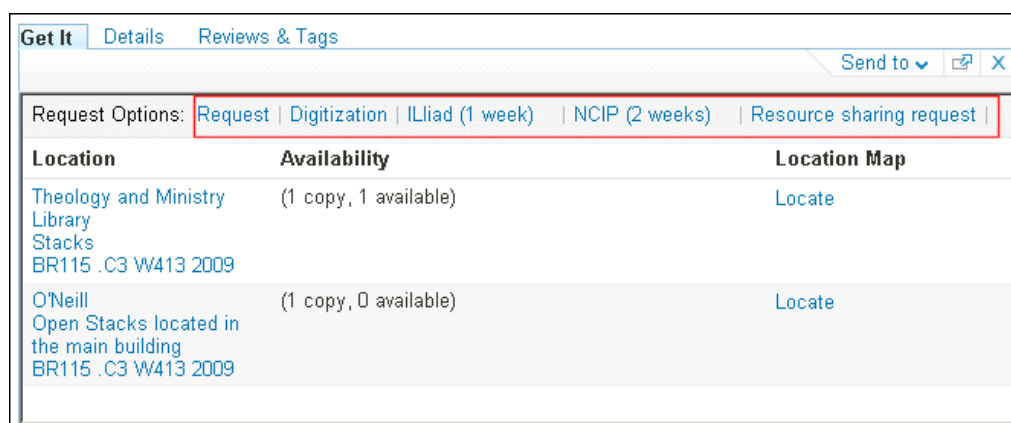 Get It Details Reviews & Tags
Send to
Request Options: Request | Digitization | ILliad (1 week) | NCIP (2 weeks) | Resource sharing request |
Location Availability Location Map
Theology and Ministry (1 copy, 1 available) Locate
Library
Stacks
BR115 .C3 W413 2009
O'Neill (1 copy, 0 available) Locate
Open Stacks located in
the main building
BR115 .C3 W413 2009